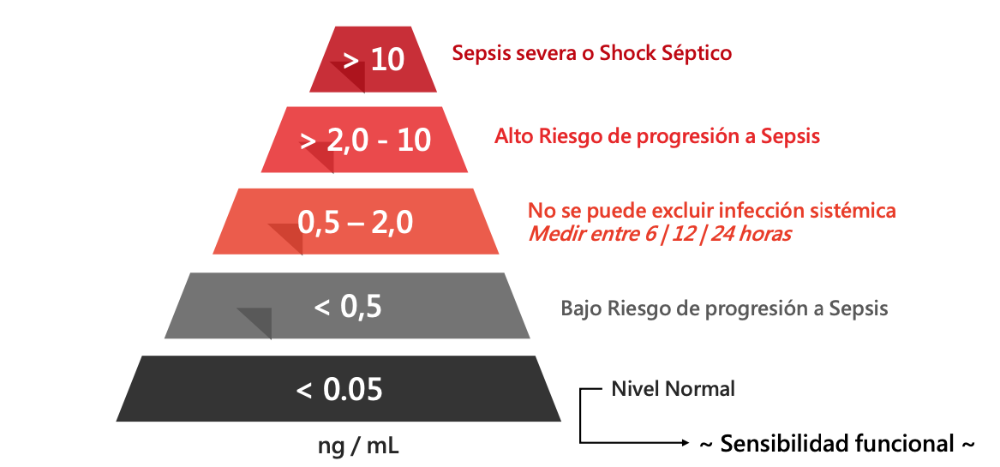 > 10
Sepsis severa o Shock Séptico
> 2,0 - 10
Alto Riesgo de progresión a Sepsis
0,5 – 2,0
No se puede excluir infección sistémica
Medir entre 6 | 12 | 24 horas
< 0,5
Bajo Riesgo de progresión a Sepsis
< 0.05
Nivel Normal
ng / mL
~ Sensibilidad funcional ~